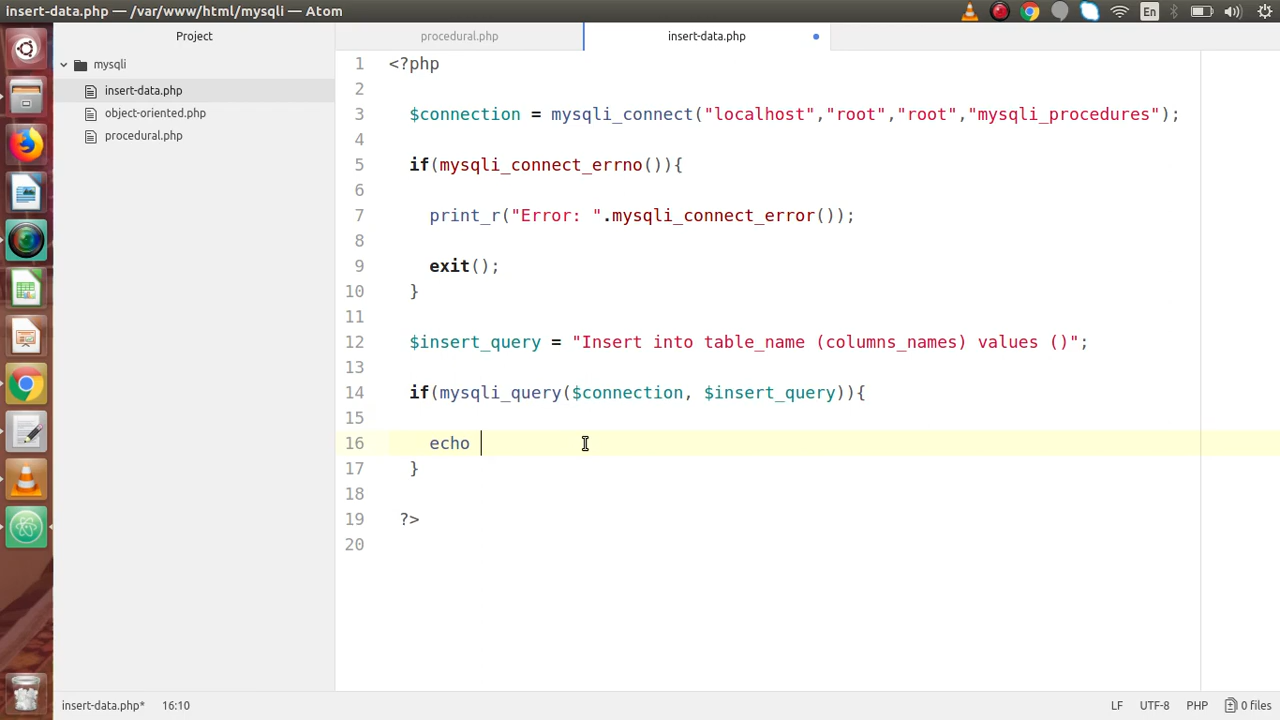 insert-data.php — /var/www/html/mysqli — Atom
En
Project
procedural.php
insert-data.php
mysqli
insert-data.php
object-oriented.php
procedural.php
1 <?php
2
3 $connection = mysqli_connect("localhost","root","root","mysqli_procedures");
4
5 if(mysqli_connect_errno()){
6
7 print_r("Error: ".mysqli_connect_error());
8
9 exit();
10 }
11
12 $insert_query = "Insert into table_name (columns_names) values ()";
13
14 if(mysqli_query($connection, $insert_query)){
15
16 echo
17 }
18
19 ?>
20
insert-data.php* 16:10 LF UTF-8 PHP 0 files